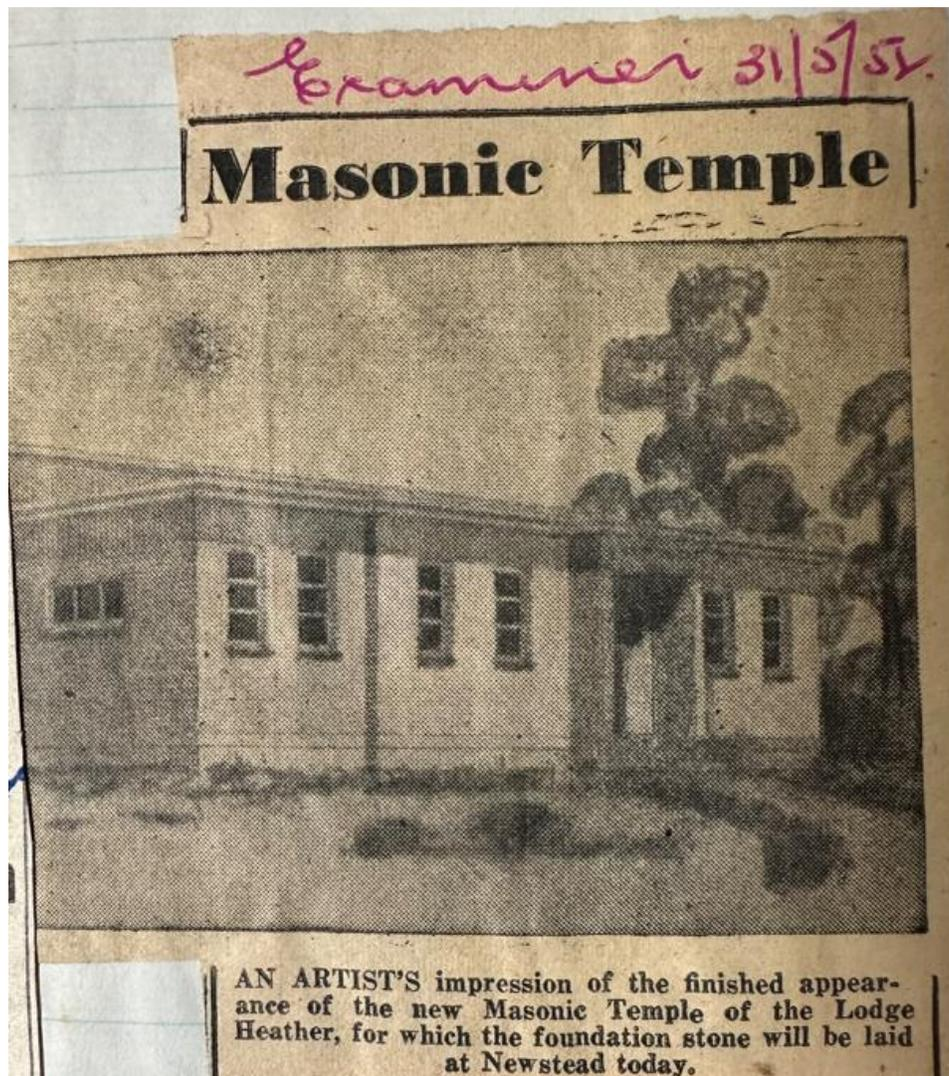 Examiner 31/5/52.
Masonic Temple
AN ARTIST'S impression of the finished appear-
ance of the new Masonic Temple of the Lodge
Heather, for which the foundation stone will be laid
at Newstead today.